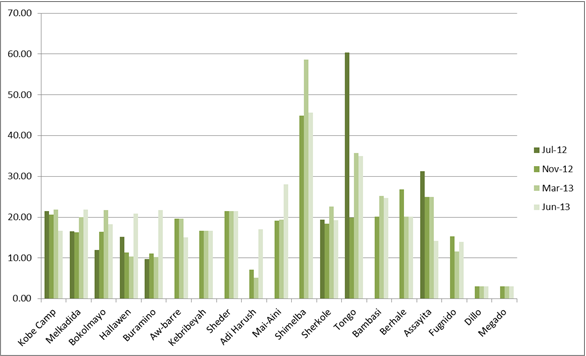 70.00
60.00
50.00
40.00
30.00
20.00
10.00
0.00
Kobe Camp
Melkadida
Bokolmayo
Hallawen
Buramino
Aw-barre
Kebribeyah
Sheder
Adi Harush
Mai-Aini
Shimelba
Sherkole
Tongo
Bambasi
Berhale
Assayita
Fugnido
Dillo
Megado
Jul-12
Nov-12
Mar-13
Jun-13